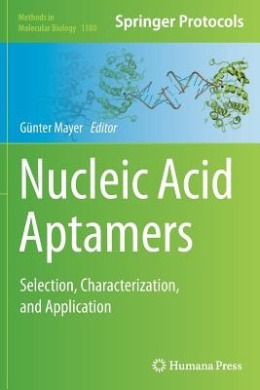 Methods in
Molecular Biology 1380
Springer Protocols
Günter Mayer Editor
Nucleic Acid
Aptamers
Selection, Characterization,
and Application
Humana Press